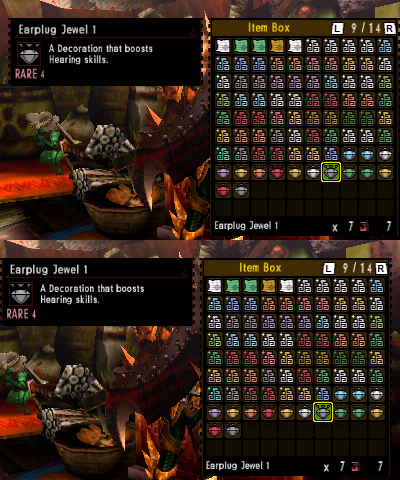 Earplug Jewel 1
Item Box
L 9/14 R
A Decoration that boosts
Hearing skills.
RARE 4
Earplug Jewel 1
x 7
7
Earplug Jewel 1
Item Box
L 9/14 R
A Decoration that boosts
Hearing skills.
RARE 4
Earplug Jewel 1
x 7
7